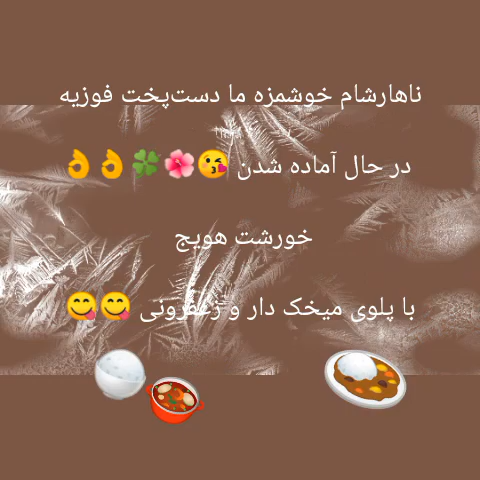 ناهارشام خوشمزه ما دست‌پخت فوزیه
در حال آماده شدن 😘🌺🍀👌👌
خورشت هویج
با پلوی میخک دار و زعفرونی 😋😋